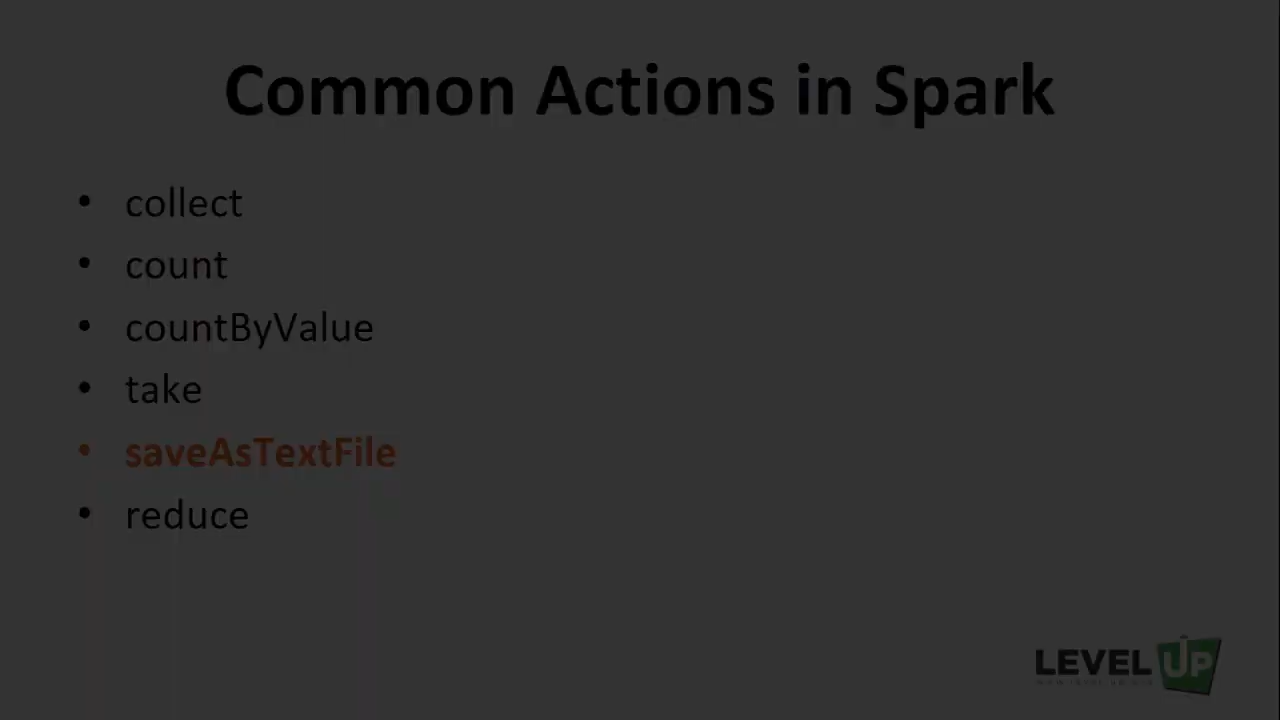 Common Actions in Spark
• collect
• count
• countByValue
• take
• saveAsTextFile
• reduce
LEVEL UP